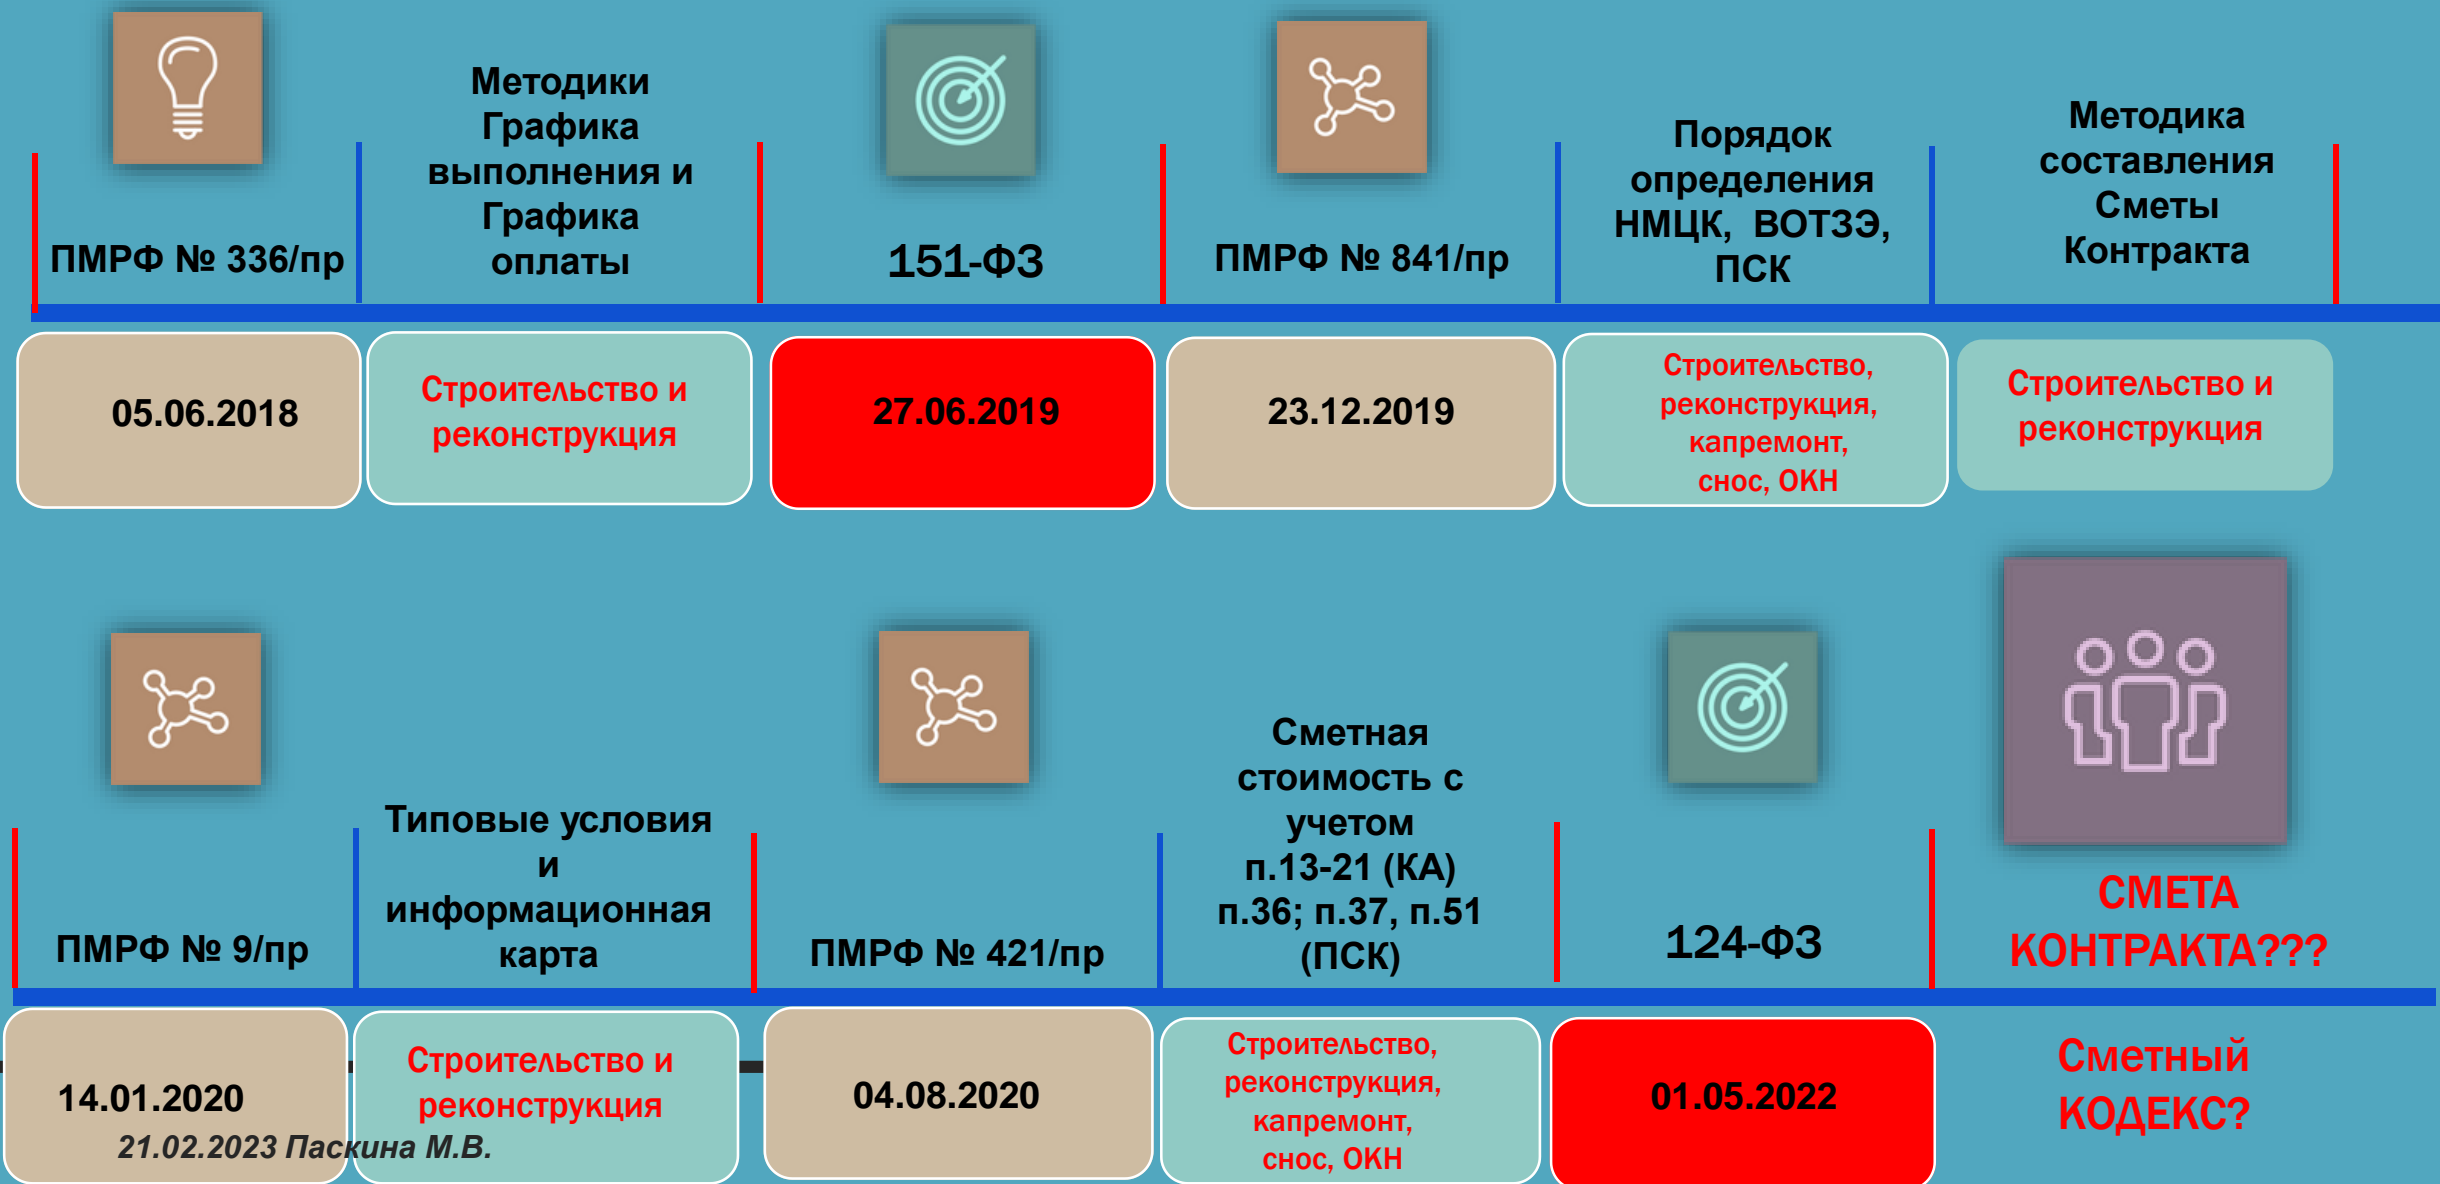 ПМРФ № 336/пр
Методики
Графика
выполнения и
Графика
оплаты
151-ФЗ
ПМРФ № 841/пр
Порядок
определения
НМЦК, ВОТЗЭ,
ПСК
Методика
составления
Сметы
Контракта
05.06.2018
Строительство и
реконструкция
27.06.2019
23.12.2019
Строительство,
реконструкция,
капремонт,
снос, ОКН
Строительство и
реконструкция
ПМРФ № 9/пр
Типовые условия
и
информационная
карта
ПМРФ № 421/пр
Сметная
стоимость с
учетом
п.13-21 (КА)
п.36; п.37, п.51
(ПСК)
124-ФЗ
СМЕТА
КОНТРАКТА???
14.01.2020
Строительство и
реконструкция
04.08.2020
Строительство,
реконструкция,
капремонт,
снос, ОКН
01.05.2022
Сметный
КОДЕКС?
21.02.2023 Паскина М.В.